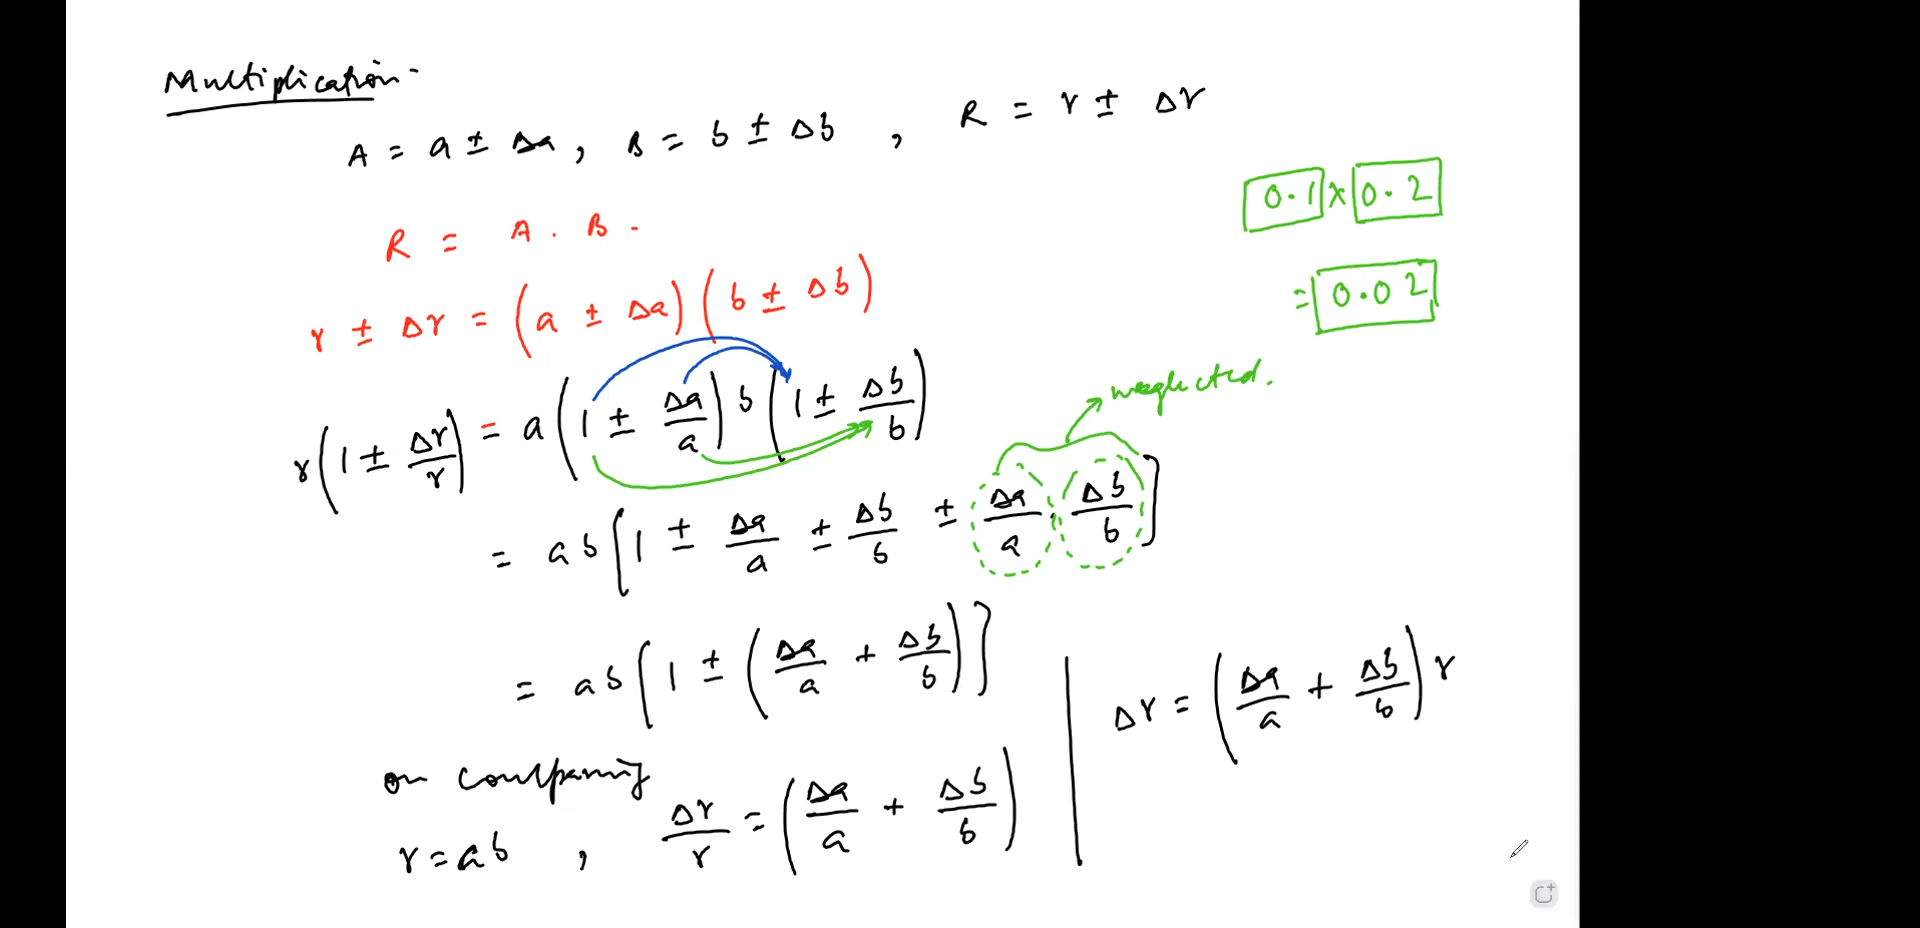 Multiplication-
A = a ± Δa, B = b ± Δb, R = r ± Δr
0.1 × 0.2
= 0.02
R = A . B .
r ± Δr = (a ± Δa)(b ± Δb)
r(1 ± Δr/r) = a(1 ± Δa/a) b(1 ± Δb/b)
neglected.
= ab[1 ± Δa/a ± Δb/b ± Δa/a . Δb/b]
= ab[1 ± (Δa/a + Δb/b)]
on comparing
r = ab , Δr/r = (Δa/a + Δb/b)
Δr = (Δa/a + Δb/b) r